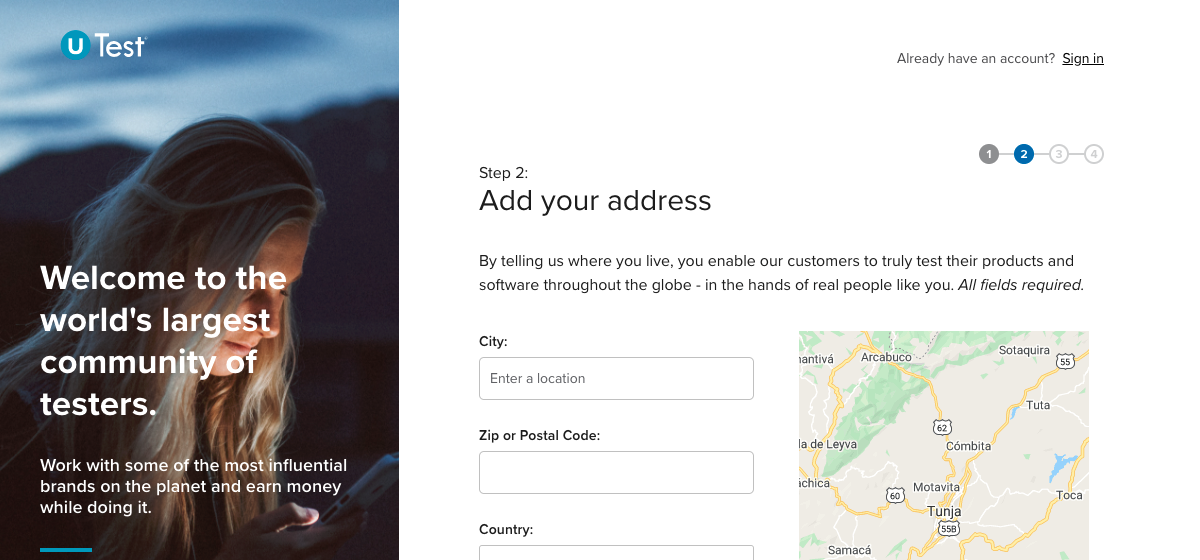 U Test
Already have an account? Sign in
1 2 3 4
Step 2:
Add your address
Welcome to the
world's largest
community of
testers.
Work with some of the most influential
brands on the planet and earn money
while doing it.
By telling us where you live, you enable our customers to truly test their products and
software throughout the globe - in the hands of real people like you. All fields required.
City:
Enter a location
Zip or Postal Code:
Country:
nantivá
Arcabuco
Sotaquira
55
Tuta
62
la de Leyva
Cómbita
áchica
Motavita
60
Toca
Tunja
55B
Samacá